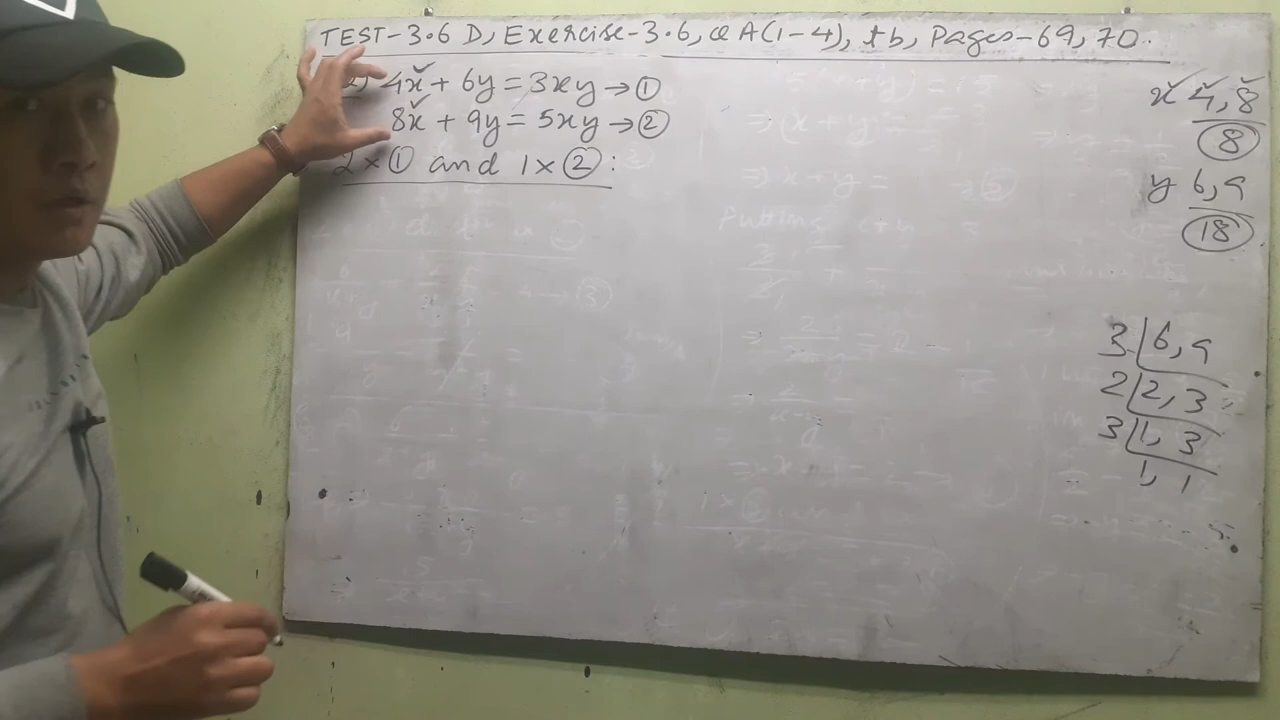 TEST-3.6 D, Exercise-3.6, Q A(1-4), tb, Pages-69, 70..
4x + 6y = 3xy → ①
8x + 9y = 5xy → ②
2 × ① and 1 × ② :
x 4, 8
8
y 6, 9
18
3 | 6, 9
2 | 2, 3
3 | 1, 3
1, 1